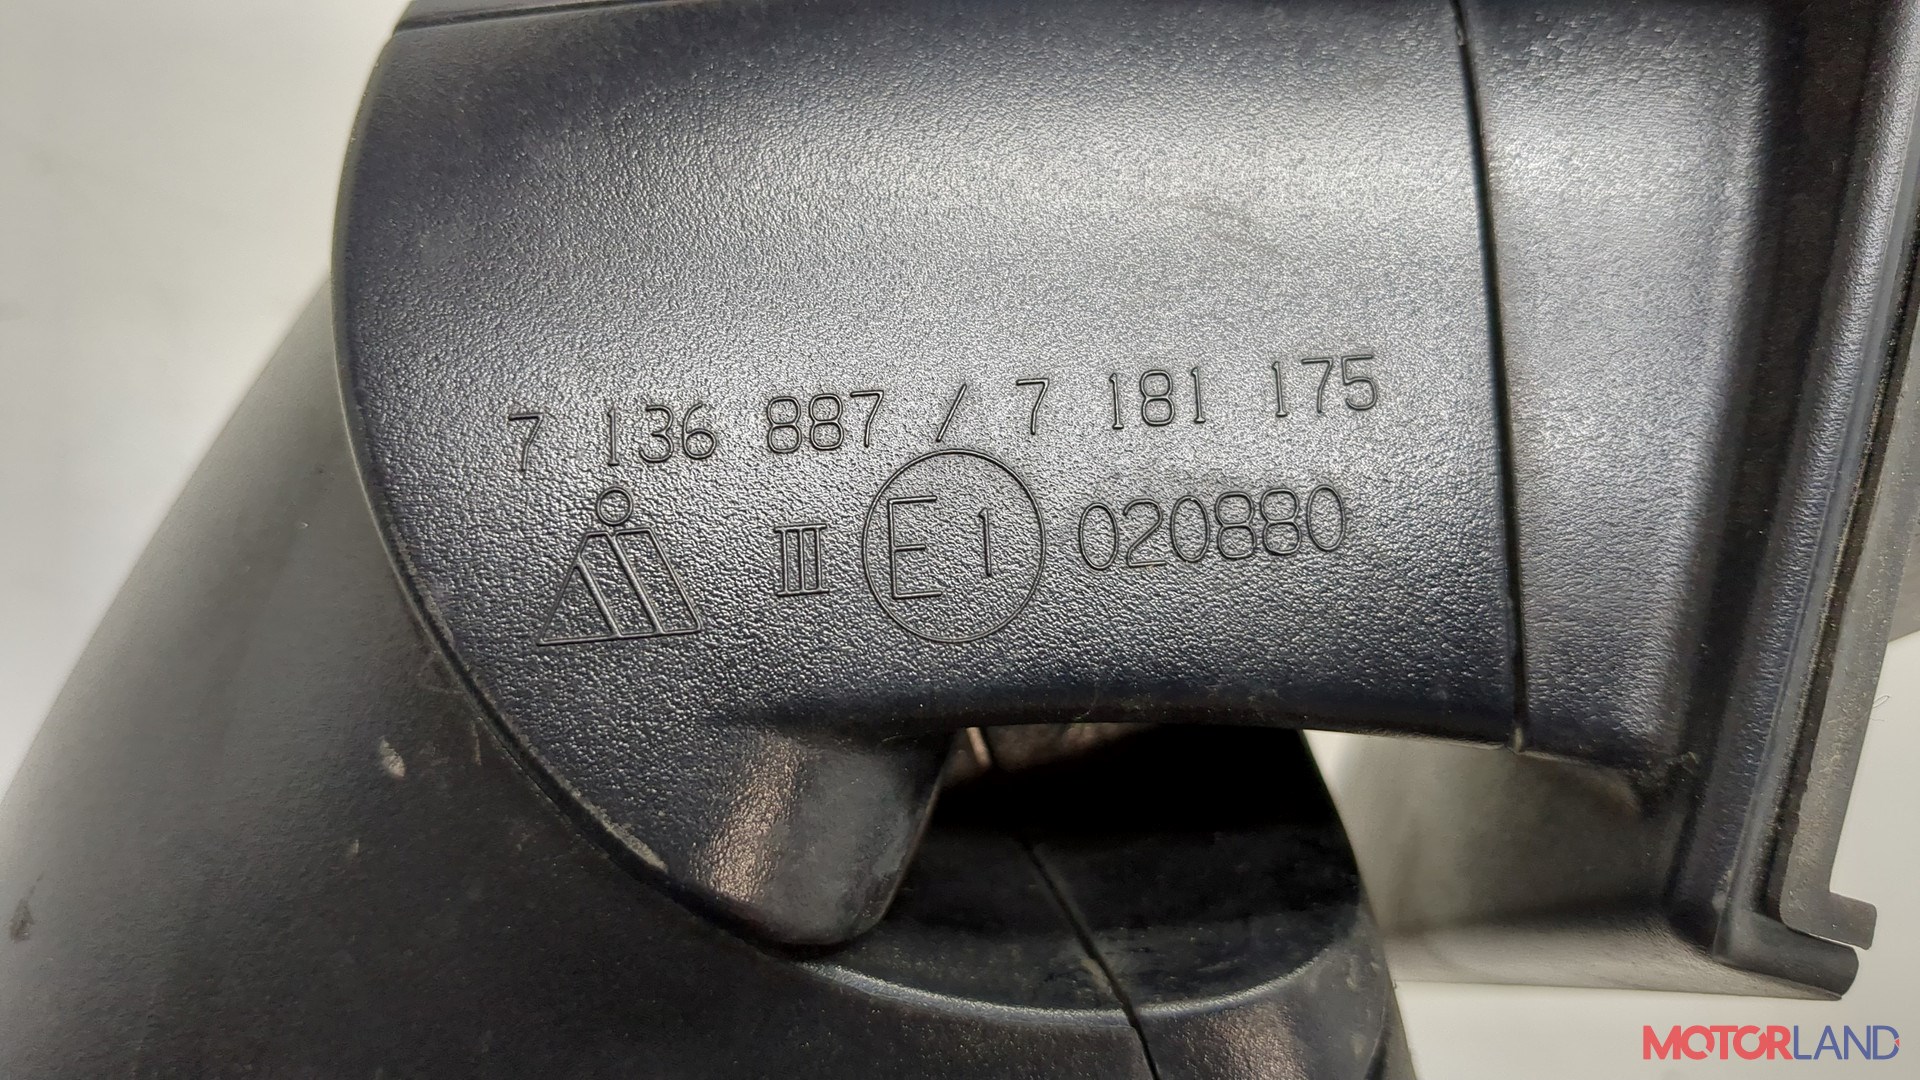 7 136 887 / 7 181 175
III E1 020880
MOTORLAND